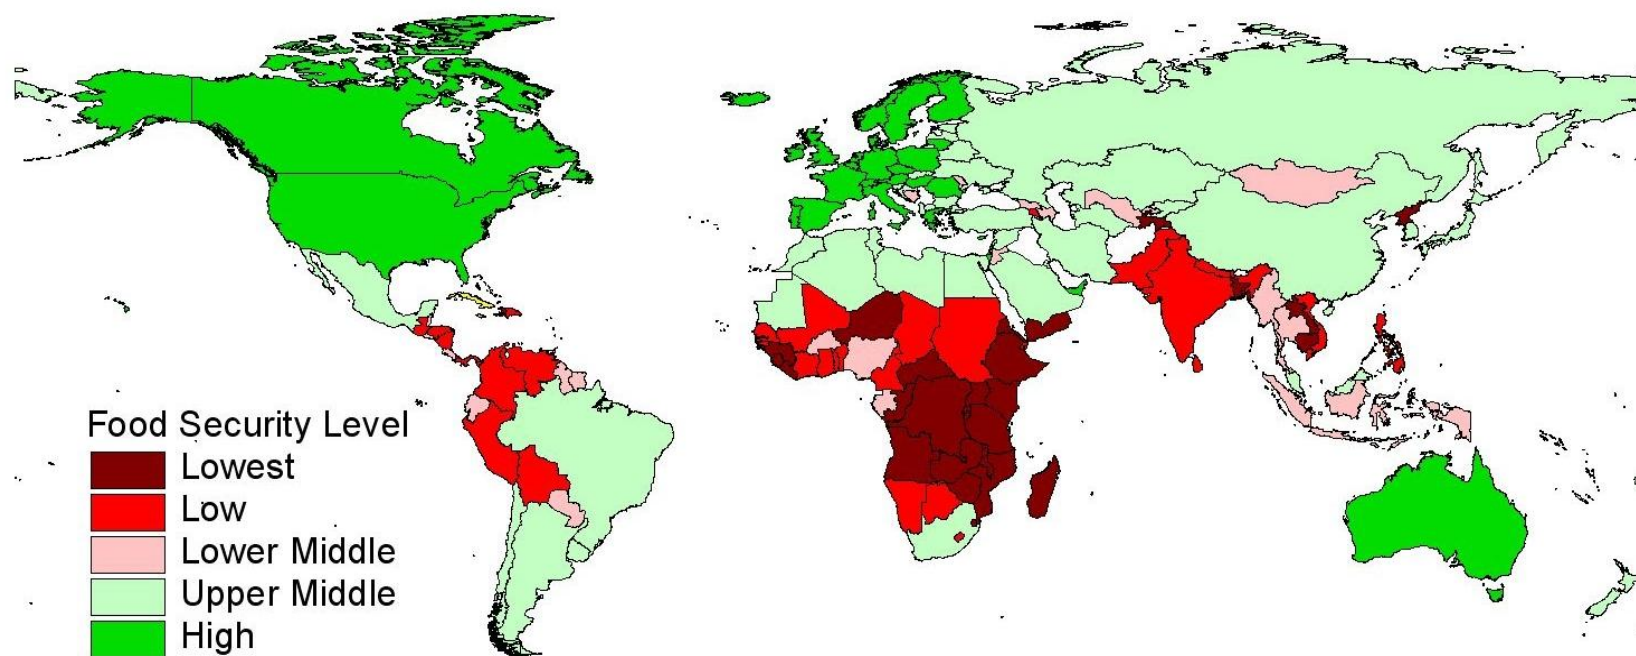 Food Security Level
Lowest
Low
Lower Middle
Upper Middle
High